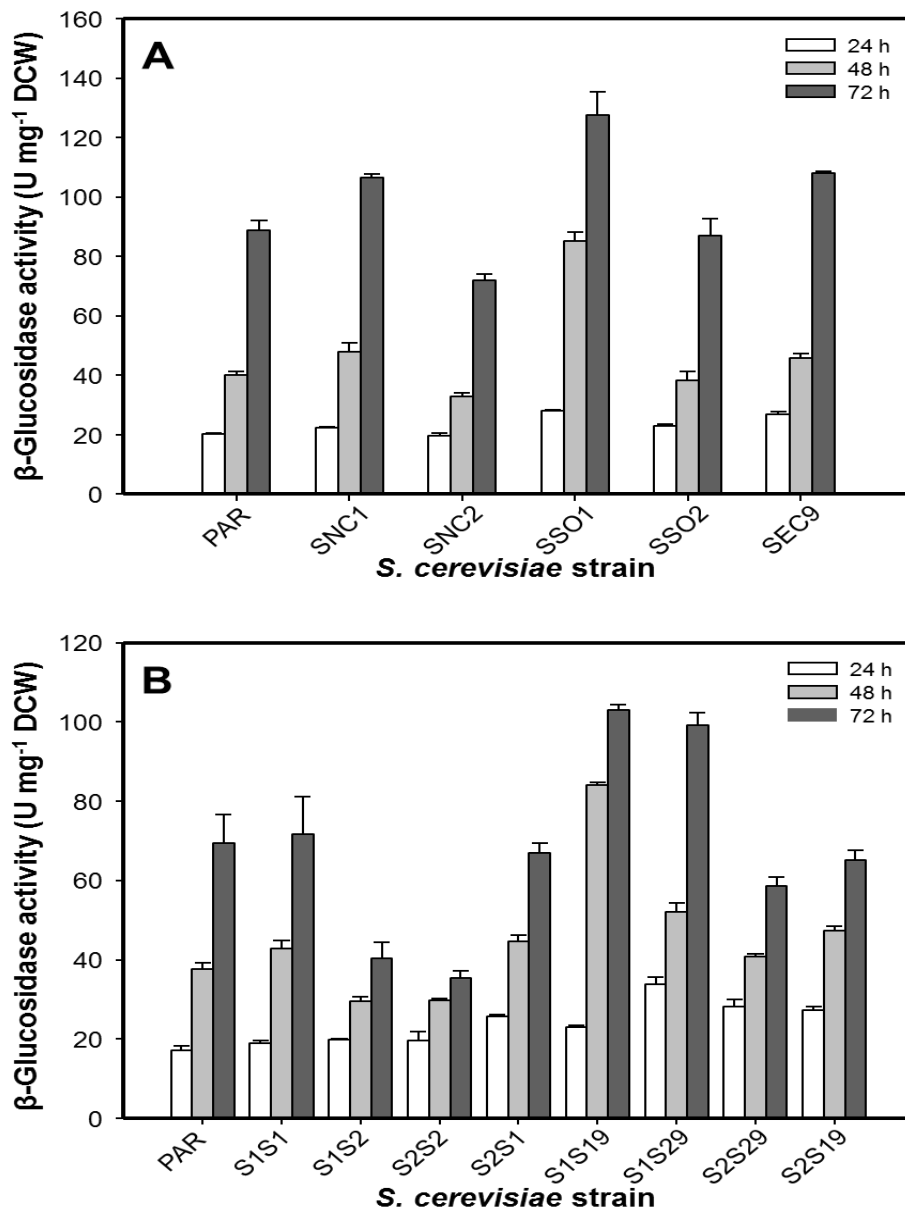 A
24 h
48 h
72 h
β-Glucosidase activity (U mg⁻¹ DCW)
160
140
120
100
80
60
40
20
0
PAR SNC1 SNC2 SSO1 SSO2 SEC9
S. cerevisiae strain
B
24 h
48 h
72 h
β-Glucosidase activity (U mg⁻¹ DCW)
120
100
80
60
40
20
0
PAR S1S1 S1S2 S2S2 S2S1 S1S19 S1S29 S2S29 S2S19
S. cerevisiae strain